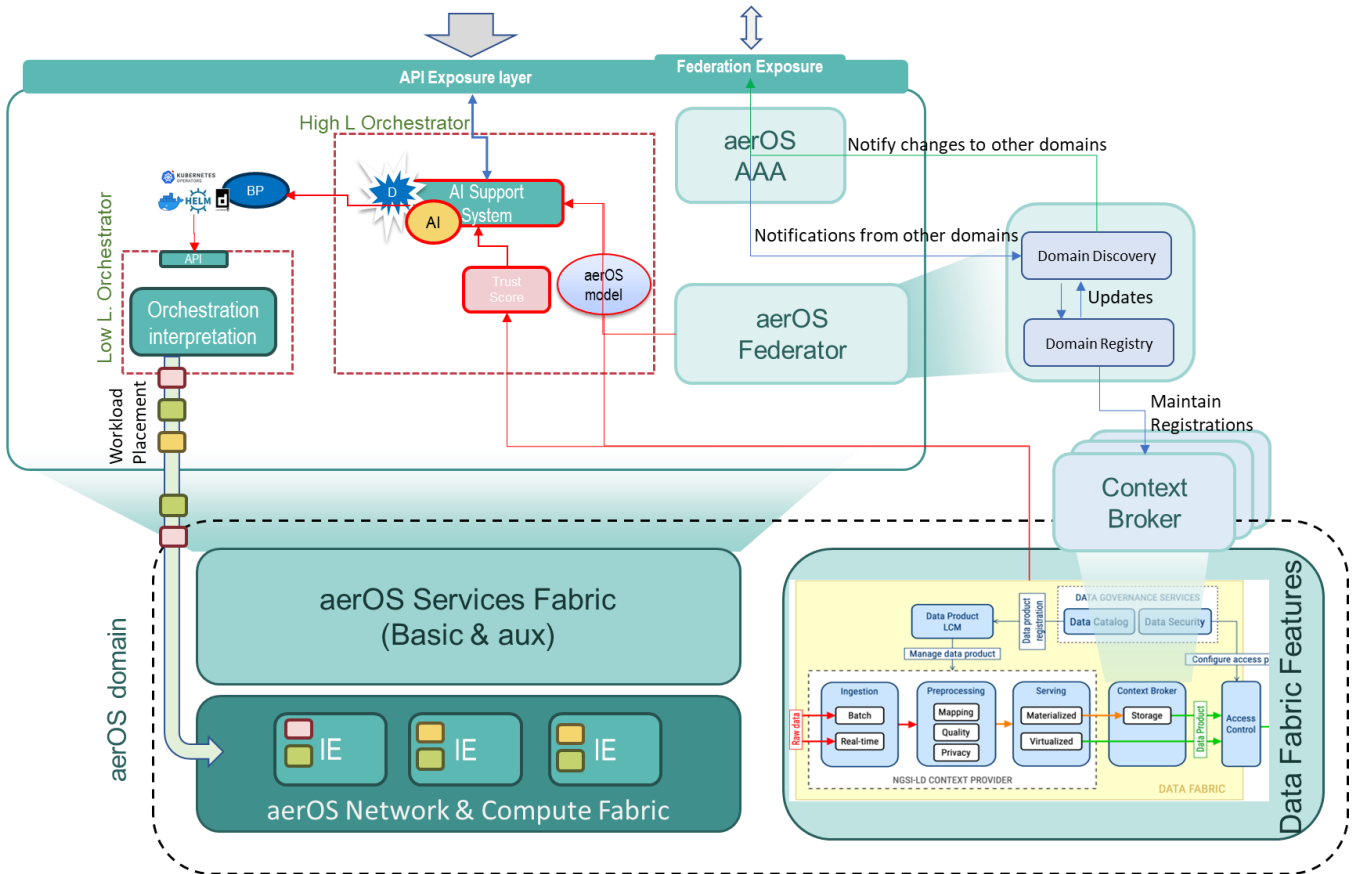 API Exposure layer
Federation Exposure
High L Orchestrator
aerOS
AAA
Notify changes to other domains
KUBERNETES
OPERATORS
HELM
BP
D
AI Support
System
AI
Notifications from other domains
Domain Discovery
Updates
Domain Registry
Low L. Orchestrator
API
Orchestration
interpretation
Trust
Score
aerOS
model
aerOS
Federator
Workload
Placement
Maintain
Registrations
Context
Broker
aerOS domain
aerOS Services Fabric
(Basic & aux)
IE
IE
IE
aerOS Network & Compute Fabric
Data Fabric Features
DATA GOVERNANCE SERVICES
Data Catalog
Data Security
Data product
registration
Data Product
LCM
Manage data product
Configure access p
Raw data
Ingestion
Batch
Real-time
Preprocessing
Mapping
Quality
Privacy
Serving
Materialized
Virtualized
Context Broker
Storage
Data Product
Access
Control
NGSI-LD CONTEXT PROVIDER
DATA FABRIC